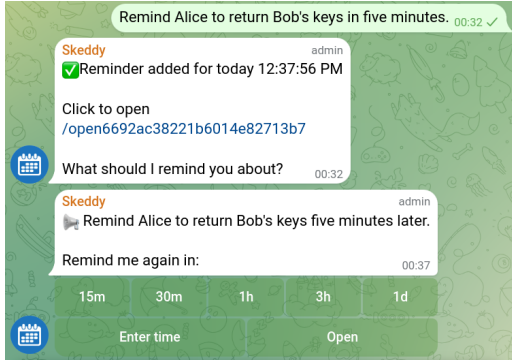 Remind Alice to return Bob's keys in five minutes. 00:32
Skeddy admin
✅Reminder added for today 12:37:56 PM
Click to open
/open6692ac38221b6014e82713b7
What should I remind you about? 00:32
Skeddy admin
📢 Remind Alice to return Bob's keys five minutes later.
Remind me again in: 00:37
15m 30m 1h 3h 1d
Enter time Open